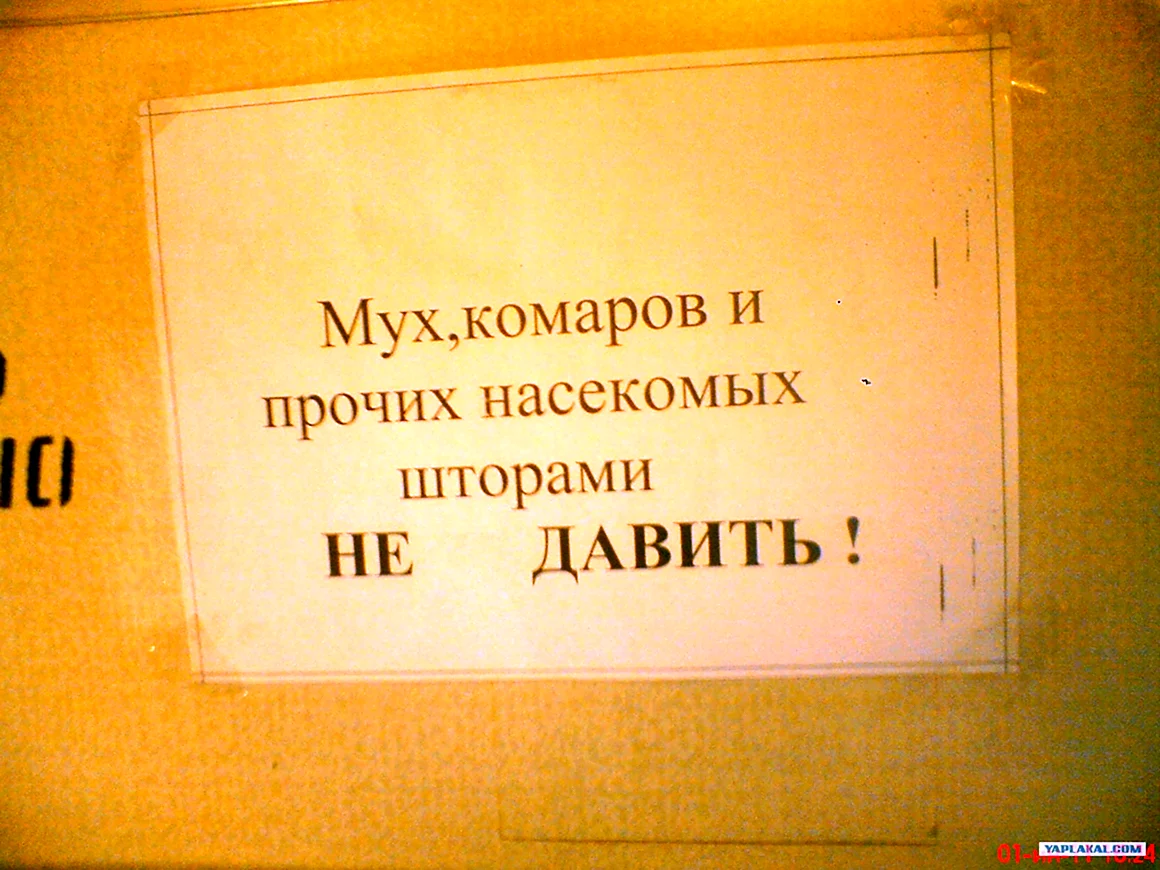 Мух,комаров и
прочих насекомых
шторами
НЕ ДАВИТЬ !
YAPLAKAL.COM